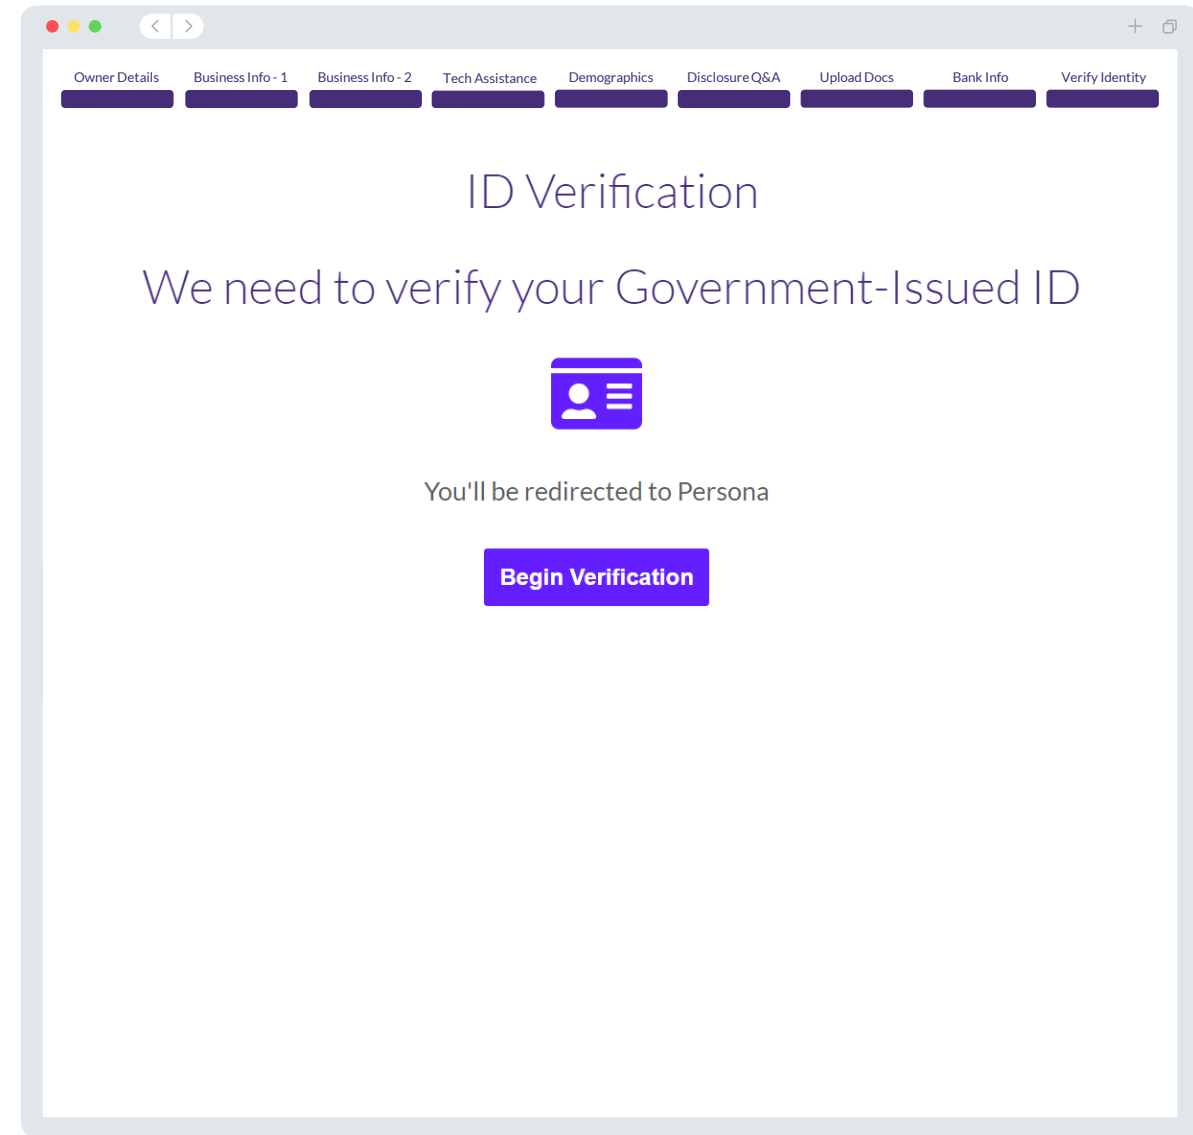 Owner Details Business Info - 1 Business Info - 2 Tech Assistance Demographics Disclosure Q&A Upload Docs Bank Info Verify Identity
ID Verification
We need to verify your Government-Issued ID
You'll be redirected to Persona
Begin Verification